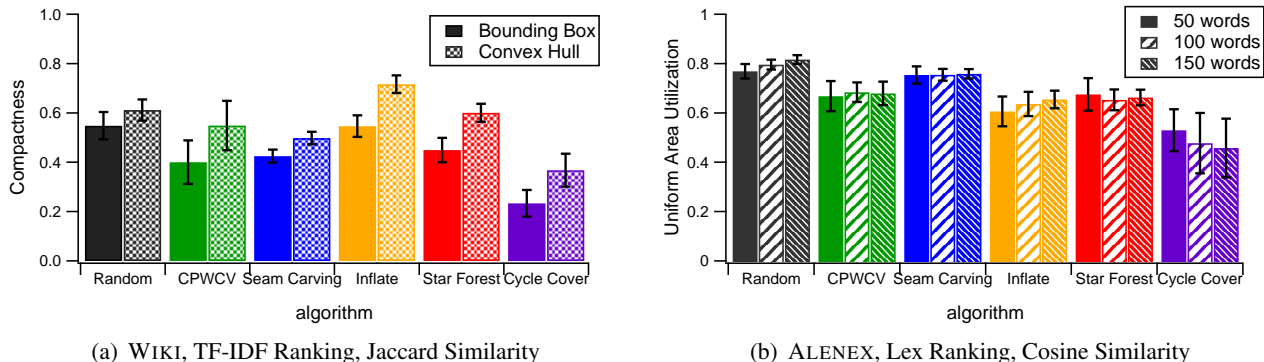 1.0
0.8
0.6
0.4
0.2
0.0
Compactness
Bounding Box
Convex Hull
Random CPWCV Seam Carving Inflate Star Forest Cycle Cover
algorithm
(a) WIKI, TF-IDF Ranking, Jaccard Similarity
1
0.8
0.6
0.4
0.2
0
Uniform Area Utilization
50 words
100 words
150 words
Random CPWCV Seam Carving Inflate Star Forest Cycle Cover
algorithm
(b) ALENEX, Lex Ranking, Cosine Similarity